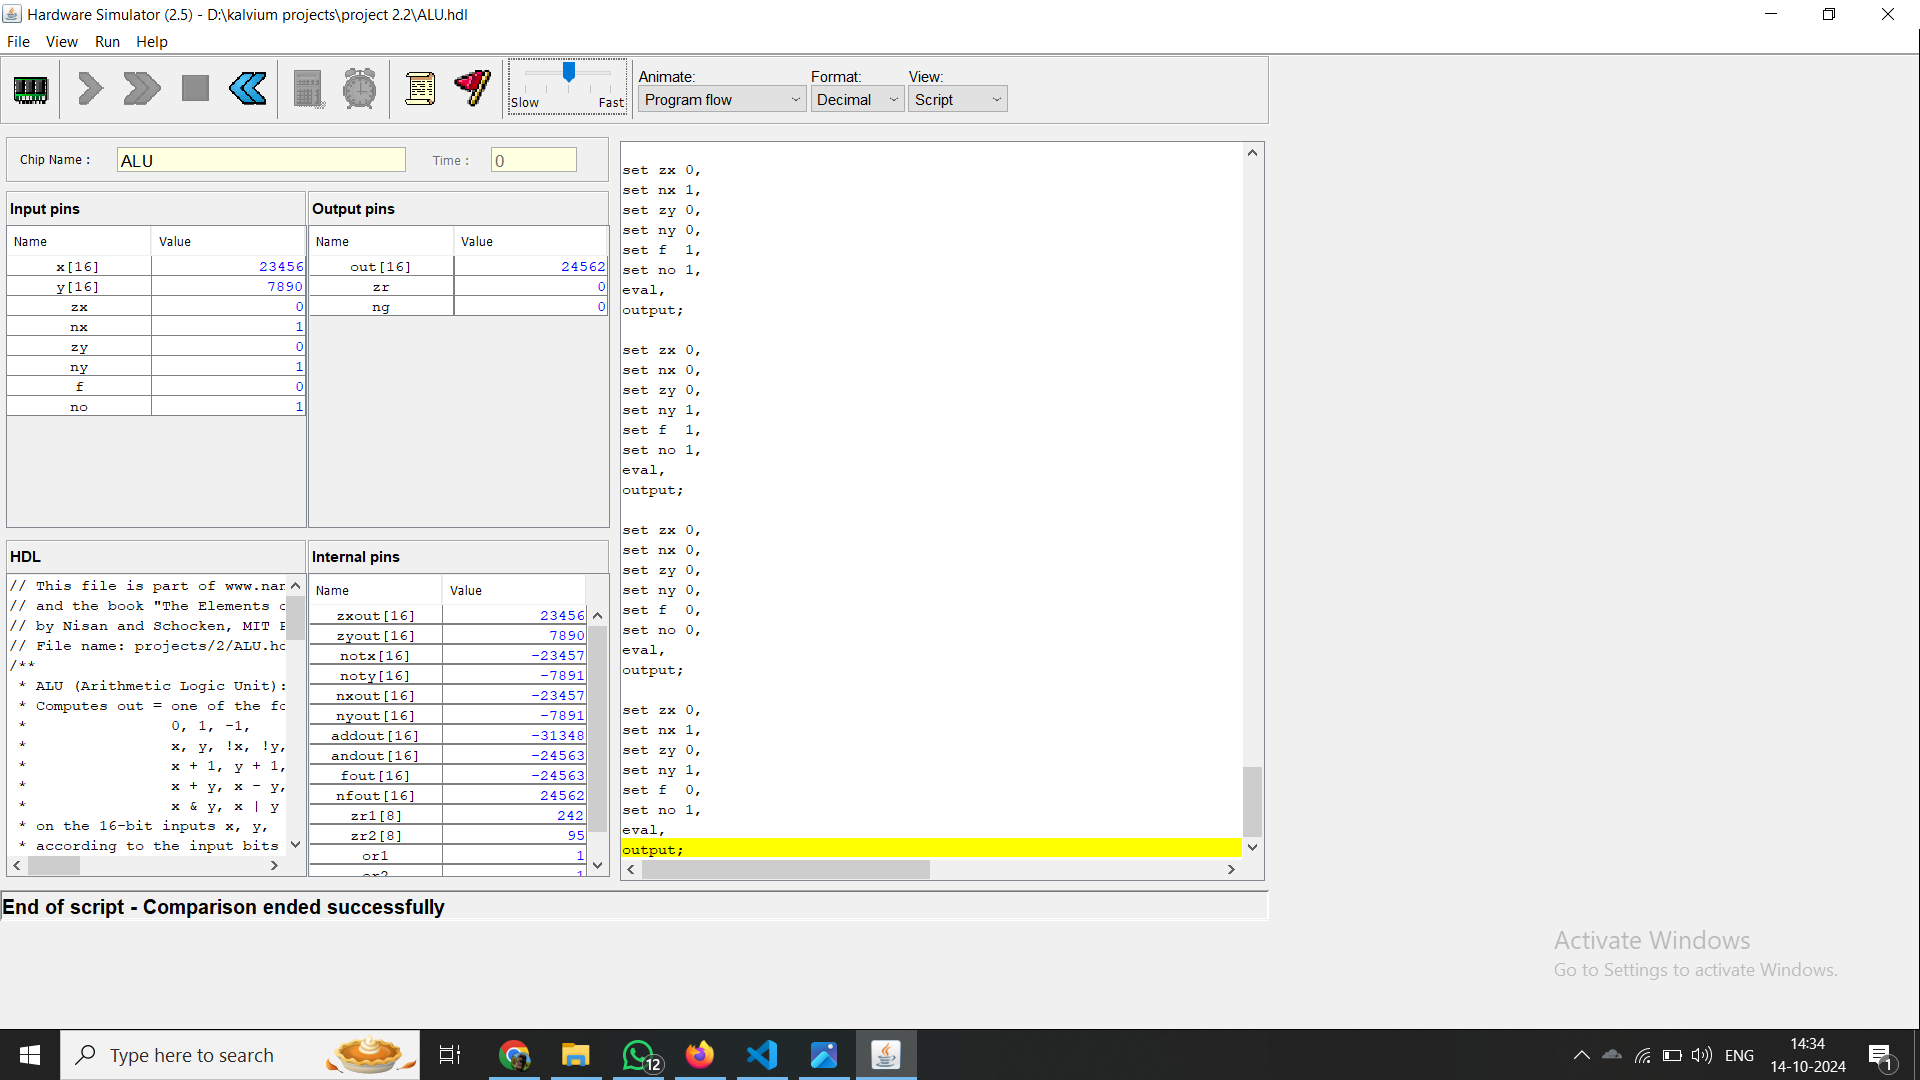 Hardware Simulator (2.5) - D:\kalvium projects\project 2.2\ALU.hdl
File View Run Help
Slow Fast
Animate: Format: View:
Program flow Decimal Script
Chip Name : ALU Time : 0
Input pins
Name Value
x[16] 23456
y[16] 7890
zx 0
nx 1
zy 0
ny 1
f 0
no 1
Output pins
Name Value
out[16] 24562
zr 0
ng 0
HDL
// This file is part of www.nan
// and the book "The Elements o
// by Nisan and Schocken, MIT P
// File name: projects/2/ALU.hd
/**
* ALU (Arithmetic Logic Unit):
* Computes out = one of the fo
* 0, 1, -1,
* x, y, !x, !y,
* x + 1, y + 1,
* x + y, x - y,
* x & y, x | y
* on the 16-bit inputs x, y,
* according to the input bits
Internal pins
Name Value
zxout[16] 23456
zyout[16] 7890
notx[16] -23457
noty[16] -7891
nxout[16] -23457
nyout[16] -7891
addout[16] -31348
andout[16] -24563
fout[16] -24563
nfout[16] 24562
zr1[8] 242
zr2[8] 95
or1 1
or2 1
set zx 0,
set nx 1,
set zy 0,
set ny 0,
set f 1,
set no 1,
eval,
output;
set zx 0,
set nx 0,
set zy 0,
set ny 1,
set f 1,
set no 1,
eval,
output;
set zx 0,
set nx 0,
set zy 0,
set ny 0,
set f 0,
set no 0,
eval,
output;
set zx 0,
set nx 1,
set zy 0,
set ny 1,
set f 0,
set no 1,
eval,
output;
End of script - Comparison ended successfully
Activate Windows
Go to Settings to activate Windows.
Type here to search
12
ENG
14:34
14-10-2024
1